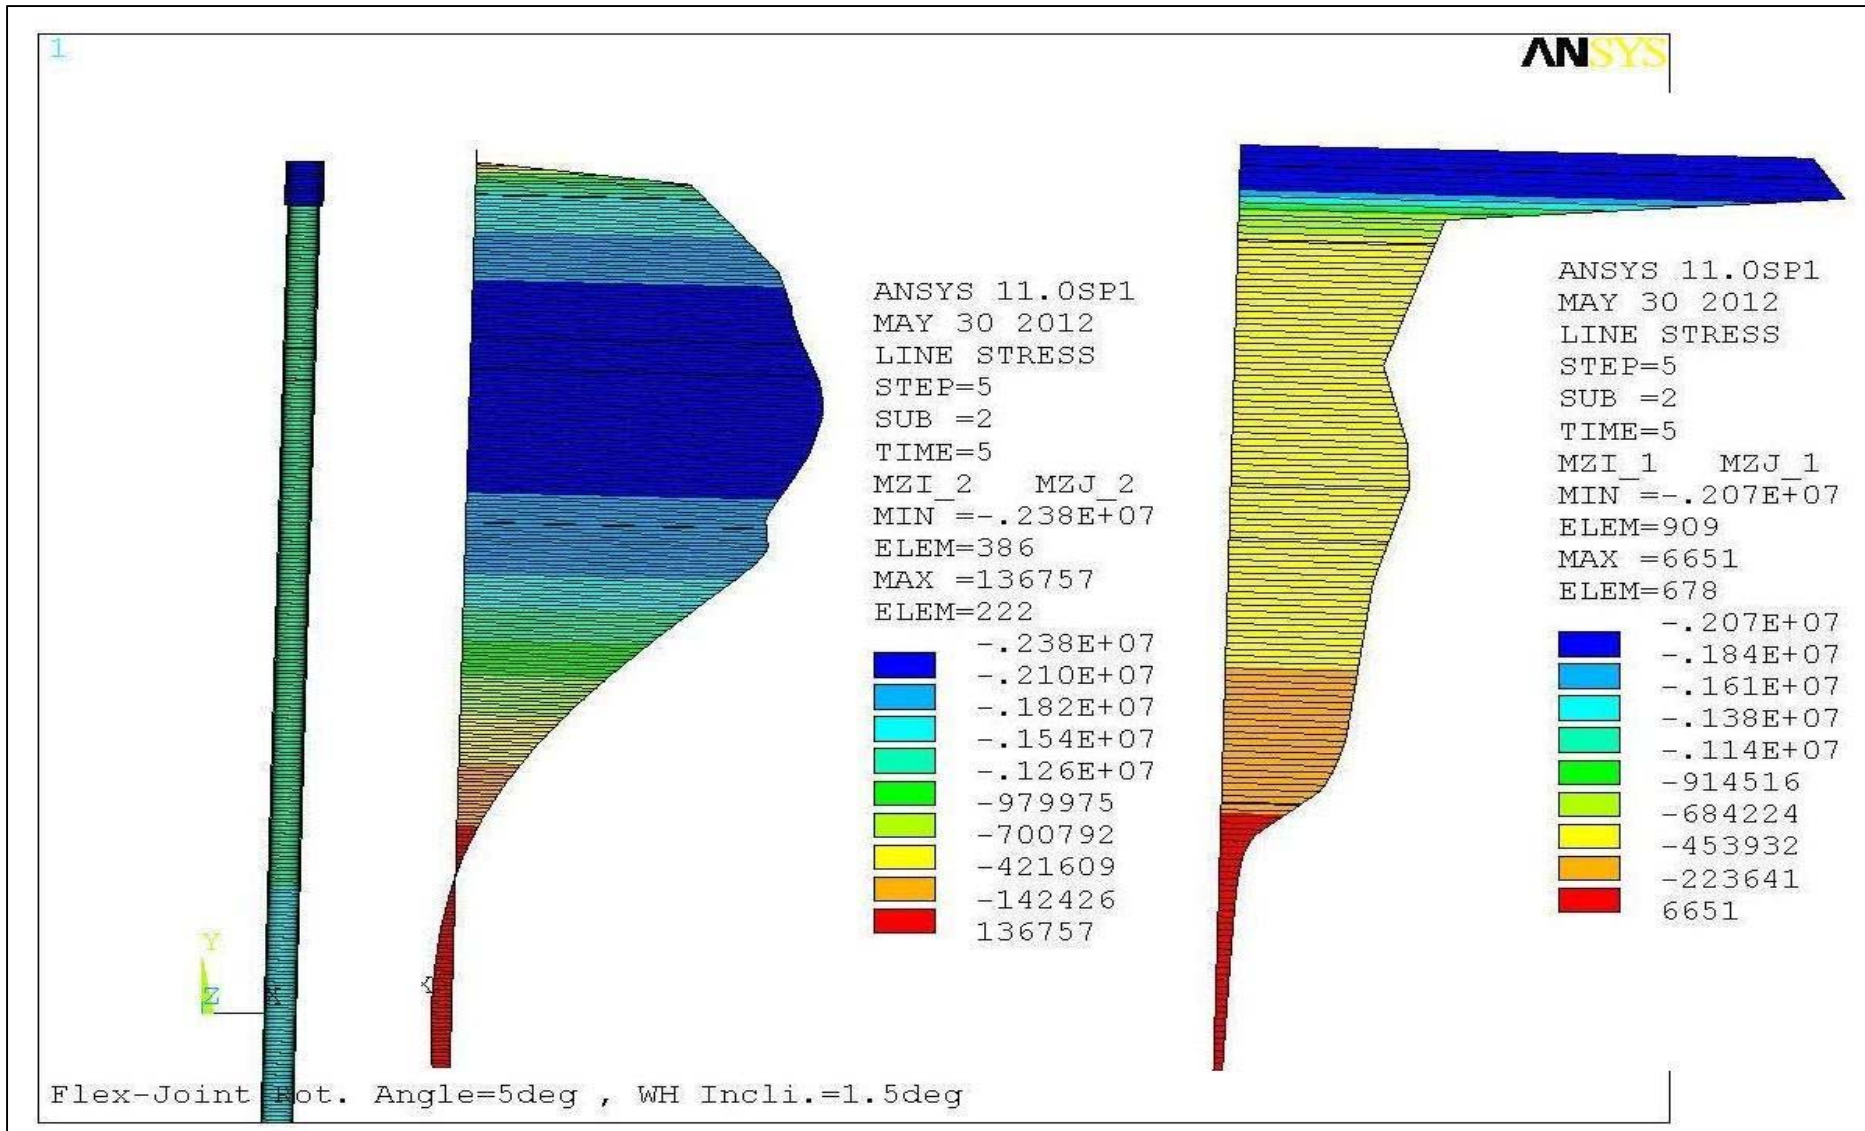 1
ANSYS
ANSYS 11.0SP1
MAY 30 2012
LINE STRESS
STEP=5
SUB =2
TIME=5
MZI_2 MZJ_2
MIN =-.238E+07
ELEM=386
MAX =136757
ELEM=222
-.238E+07
-.210E+07
-.182E+07
-.154E+07
-.126E+07
-979975
-700792
-421609
-142426
136757
ANSYS 11.0SP1
MAY 30 2012
LINE STRESS
STEP=5
SUB =2
TIME=5
MZI_1 MZJ_1
MIN =-.207E+07
ELEM=909
MAX =6651
ELEM=678
-.207E+07
-.184E+07
-.161E+07
-.138E+07
-.114E+07
-914516
-684224
-453932
-223641
6651
Y
Z X
Flex-Joint Rot. Angle=5deg , WH Incli.=1.5deg